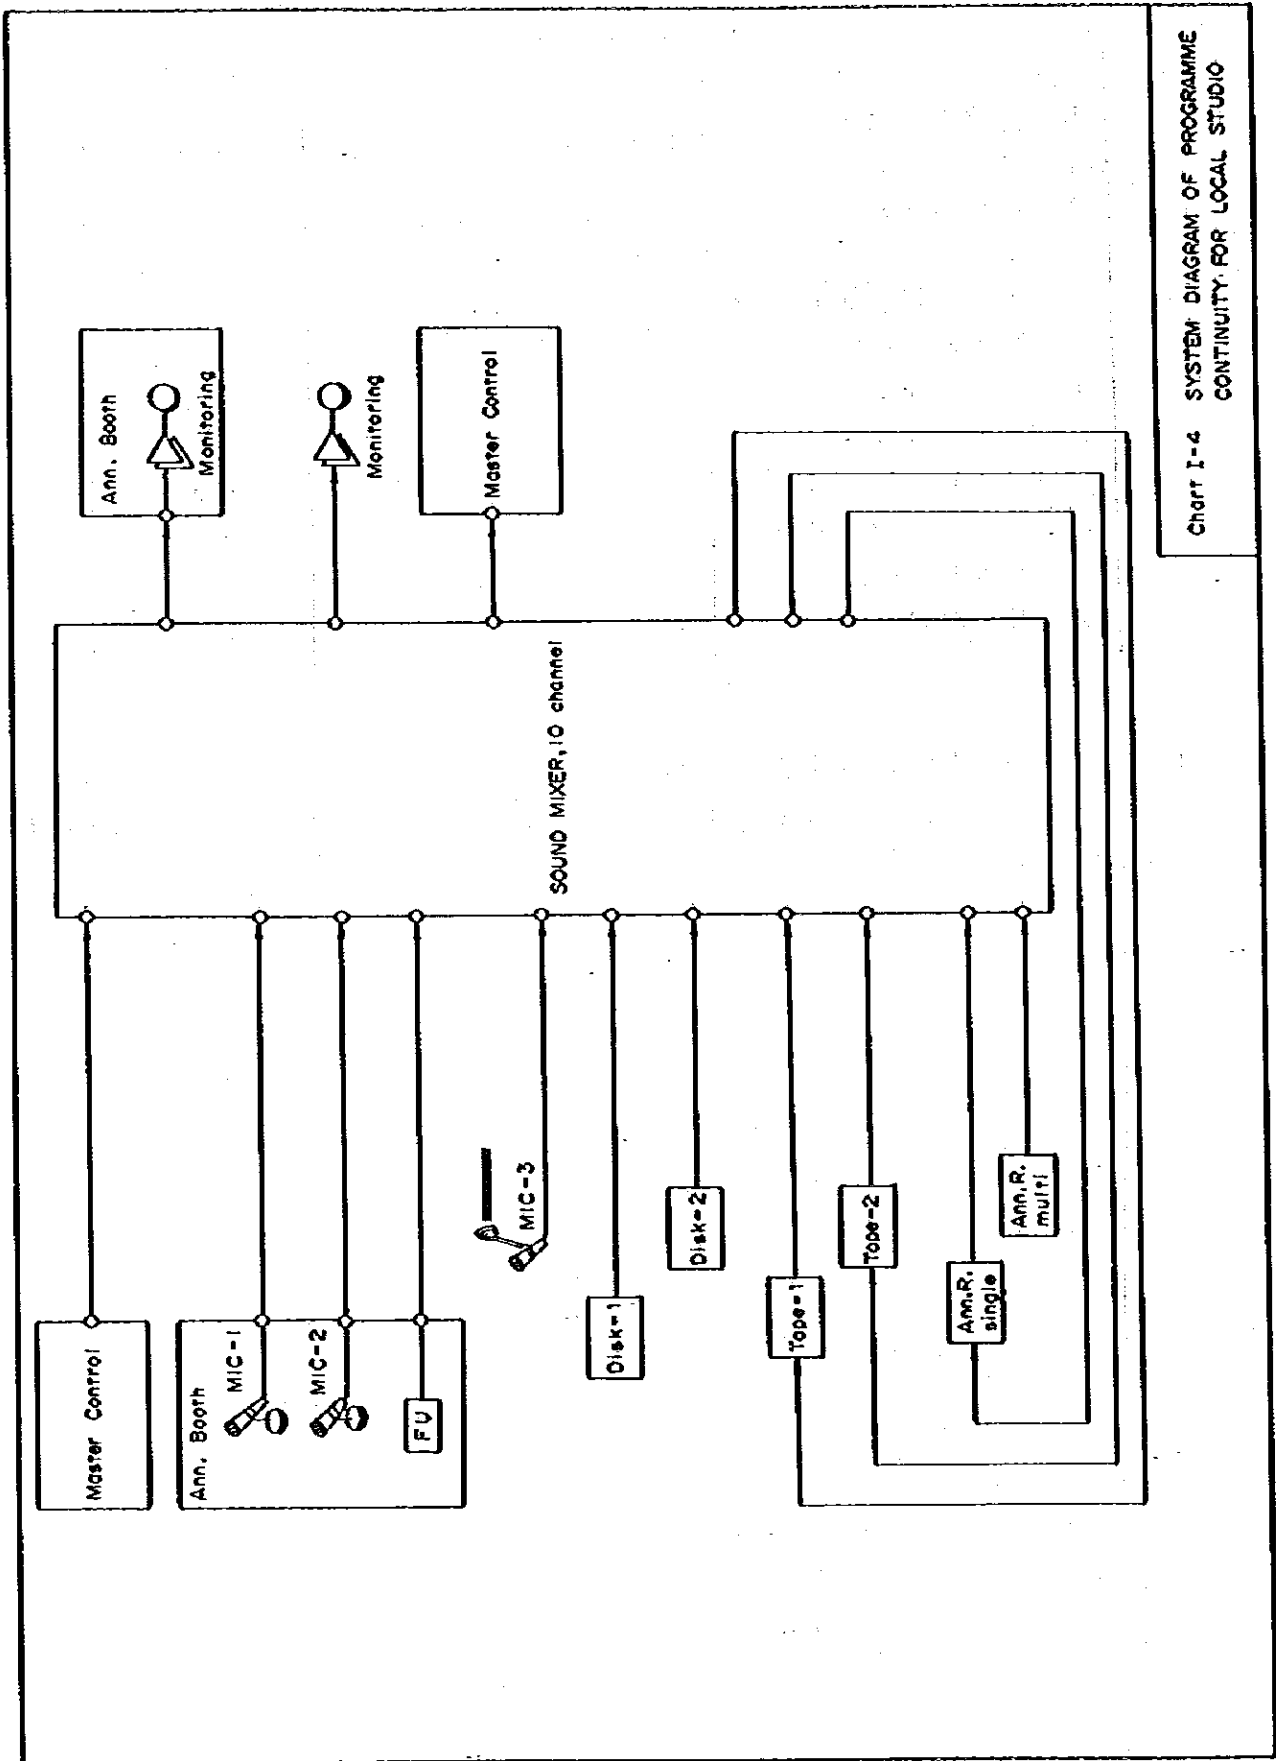 Master Control
Ann. Booth
MIC-1
MIC-2
FU
MIC-3
Disk-1
Disk-2
Tape-1
Tape-2
Ann.R.
single
Ann.R.
multi
SOUND MIXER, 10 channel
Ann. Booth
Monitoring
Monitoring
Master Control
Chart I-4 SYSTEM DIAGRAM OF PROGRAMME
CONTINUITY FOR LOCAL STUDIO